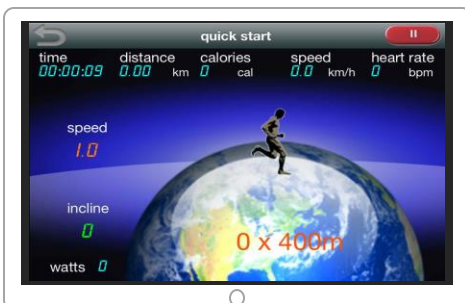 quick start
time distance calories speed heart rate
00:00:09 0.00 km 0 cal 0.0 km/h 0 bpm
speed
1.0
incline
0
0 x 400m
watts 0